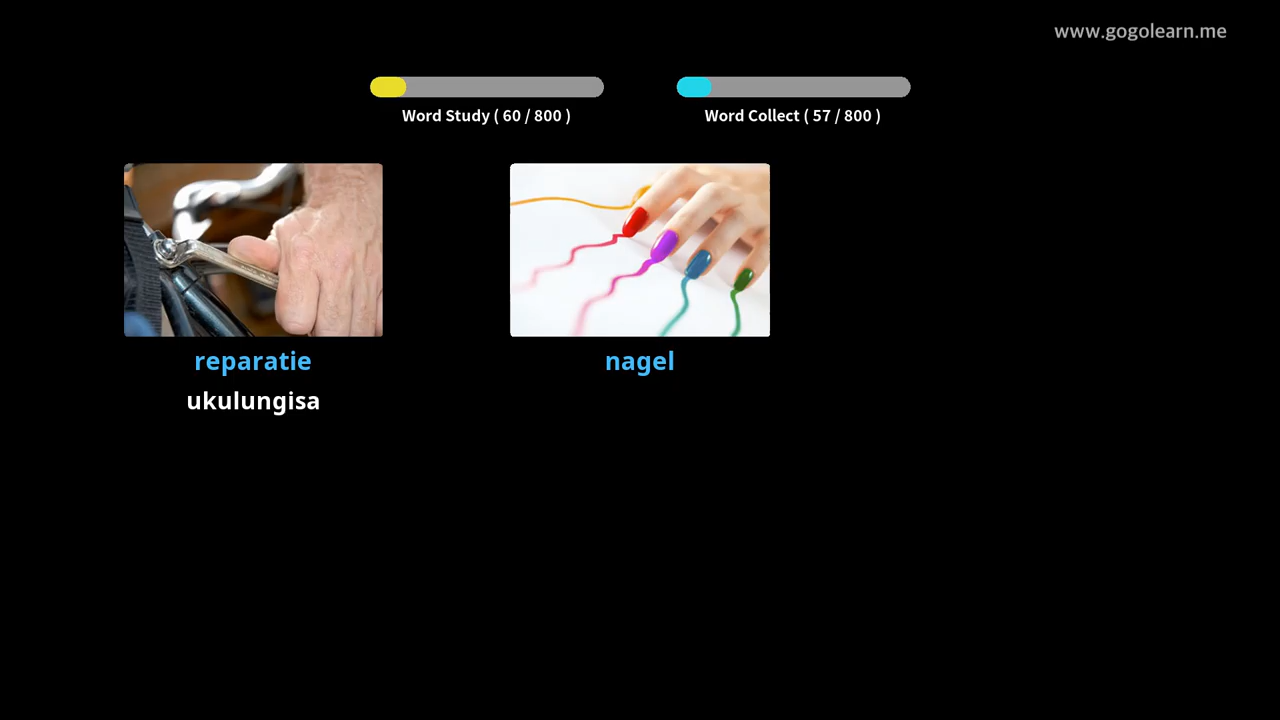 www.gogolearn.me
Word Study ( 60 / 800 )
Word Collect ( 57 / 800 )
reparatie
nagel
ukulungisa